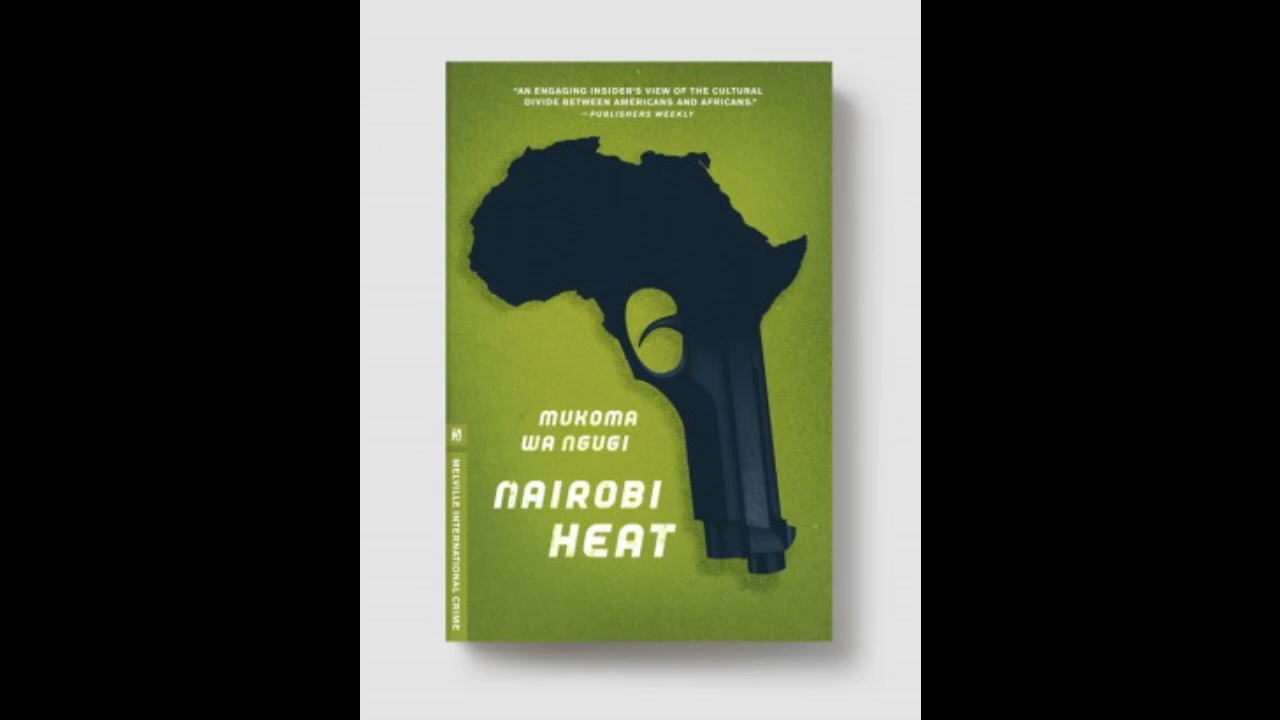 "AN ENGAGING INSIDER'S VIEW OF THE CULTURAL
DIVIDE BETWEEN AMERICANS AND AFRICANS."
—PUBLISHERS WEEKLY
MUKOMA
WA NGUGI
NAIROBI
HEAT
MELVILLE INTERNATIONAL CRIME